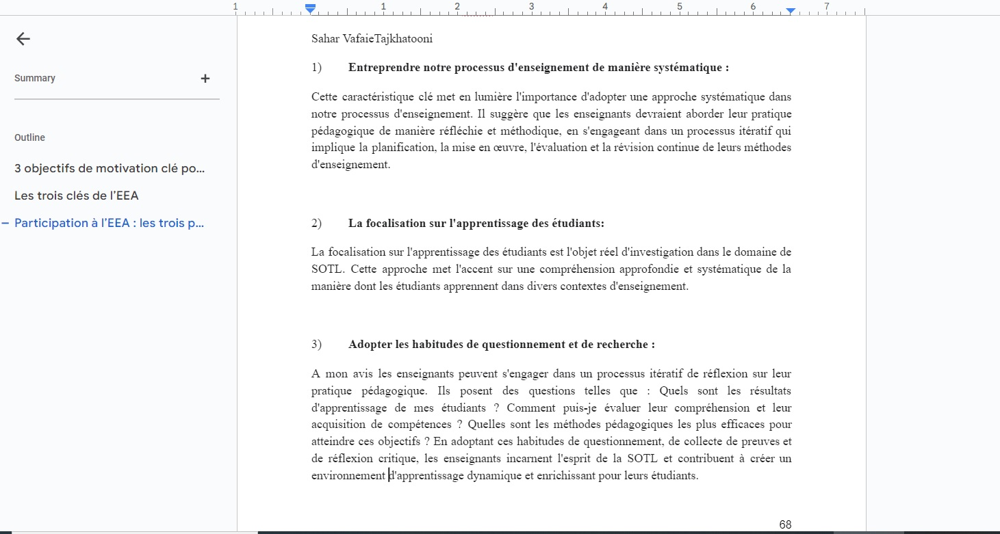 1 1 2 3 4 5 6 7
Summary +
Outline
3 objectifs de motivation clé po...
Les trois clés de l'EEA
Participation à l'EEA : les trois p...
Sahar VafaieTajkhatooni
1) Entreprendre notre processus d'enseignement de manière systématique :
Cette caractéristique clé met en lumière l'importance d'adopter une approche systématique dans
notre processus d'enseignement. Il suggère que les enseignants devraient aborder leur pratique
pédagogique de manière réfléchie et méthodique, en s'engageant dans un processus itératif qui
implique la planification, la mise en œuvre, l'évaluation et la révision continue de leurs méthodes
d'enseignement.
2) La focalisation sur l'apprentissage des étudiants:
La focalisation sur l'apprentissage des étudiants est l'objet réel d'investigation dans le domaine de
SOTL. Cette approche met l'accent sur une compréhension approfondie et systématique de la
manière dont les étudiants apprennent dans divers contextes d'enseignement.
3) Adopter les habitudes de questionnement et de recherche :
A mon avis les enseignants peuvent s'engager dans un processus itératif de réflexion sur leur
pratique pédagogique. Ils posent des questions telles que : Quels sont les résultats
d'apprentissage de mes étudiants ? Comment puis-je évaluer leur compréhension et leur
acquisition de compétences ? Quelles sont les méthodes pédagogiques les plus efficaces pour
atteindre ces objectifs ? En adoptant ces habitudes de questionnement, de collecte de preuves et
de réflexion critique, les enseignants incarnent l'esprit de la SOTL et contribuent à créer un
environnement d'apprentissage dynamique et enrichissant pour leurs étudiants.
68